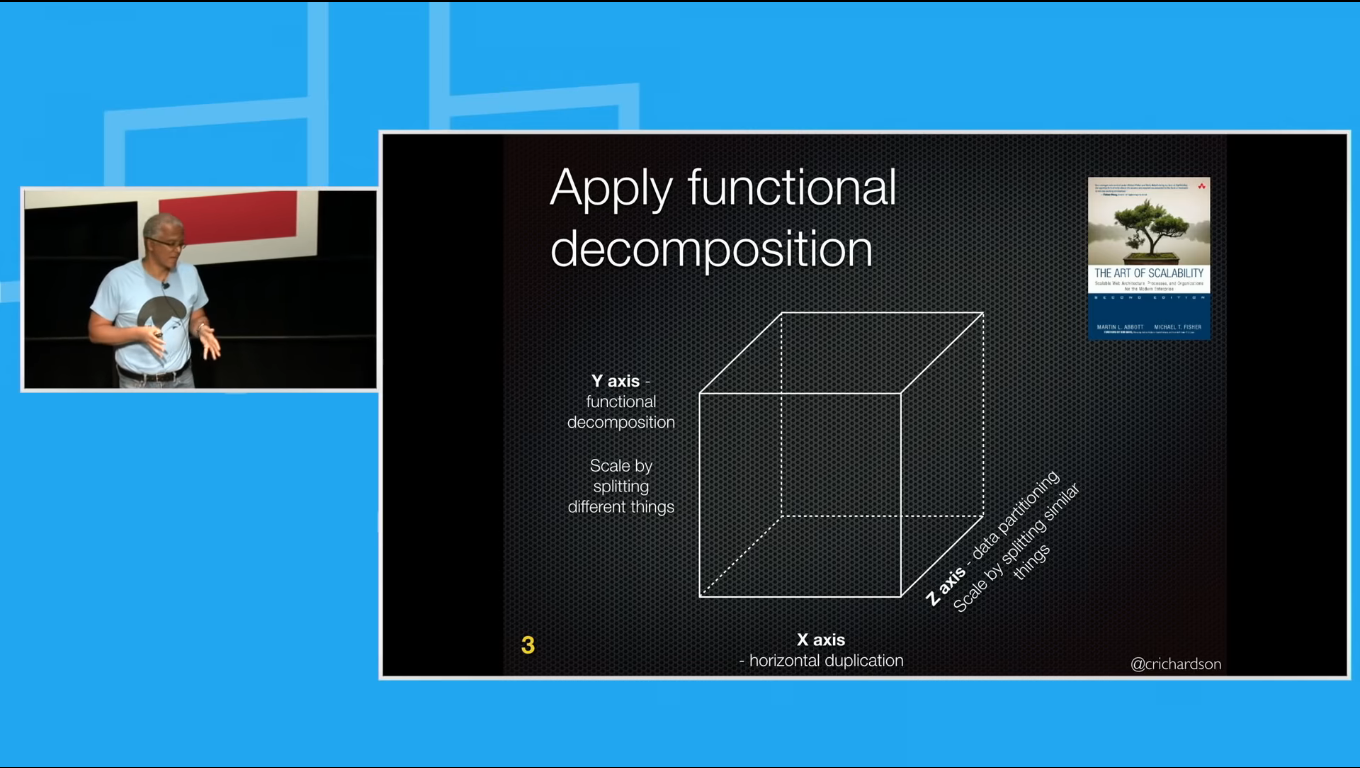 Apply functional
decomposition
THE ART OF SCALABILITY
Scalable Web Architecture, Processes, and Organizations
for the Modern Enterprise
SECOND EDITION
MARTIN L. ABBOTT MICHAEL T. FISHER
Y axis -
functional
decomposition
Scale by
splitting
different things
Z axis - data partitioning
Scale by splitting similar
things
X axis
- horizontal duplication
3
@crichardson